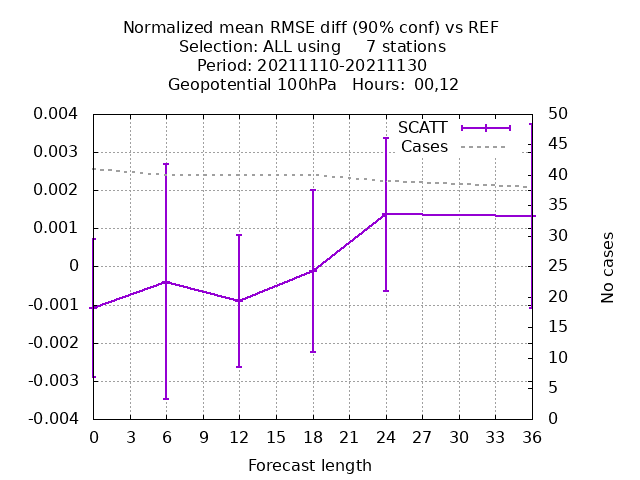 Normalized mean RMSE diff (90% conf) vs REF
Selection: ALL using     7 stations
Period: 20211110-20211130
Geopotential 100hPa   Hours:  00,12
0.004
0.003
0.002
0.001
0
-0.001
-0.002
-0.003
-0.004
SCATT
Cases
50
45
40
35
30
25
20
15
10
5
0
No cases
0 3 6 9 12 15 18 21 24 27 30 33 36
Forecast length